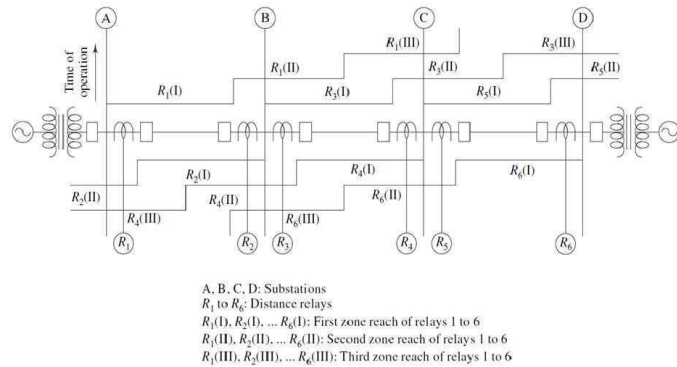 A B C D
Time of
operation
R₁(III) R₃(III)
R₁(II) R₃(II) R₅(II)
R₁(I) R₃(I) R₅(I)
R₂(I) R₄(I) R₆(I)
R₂(II) R₄(II) R₆(II)
R₄(III) R₆(III)
R₁ R₂ R₃ R₄ R₅ R₆
A, B, C, D: Substations
R₁ to R₆: Distance relays
R₁(I), R₂(I), ... R₆(I): First zone reach of relays 1 to 6
R₁(II), R₂(II), ... R₆(II): Second zone reach of relays 1 to 6
R₁(III), R₂(III), ... R₆(III): Third zone reach of relays 1 to 6